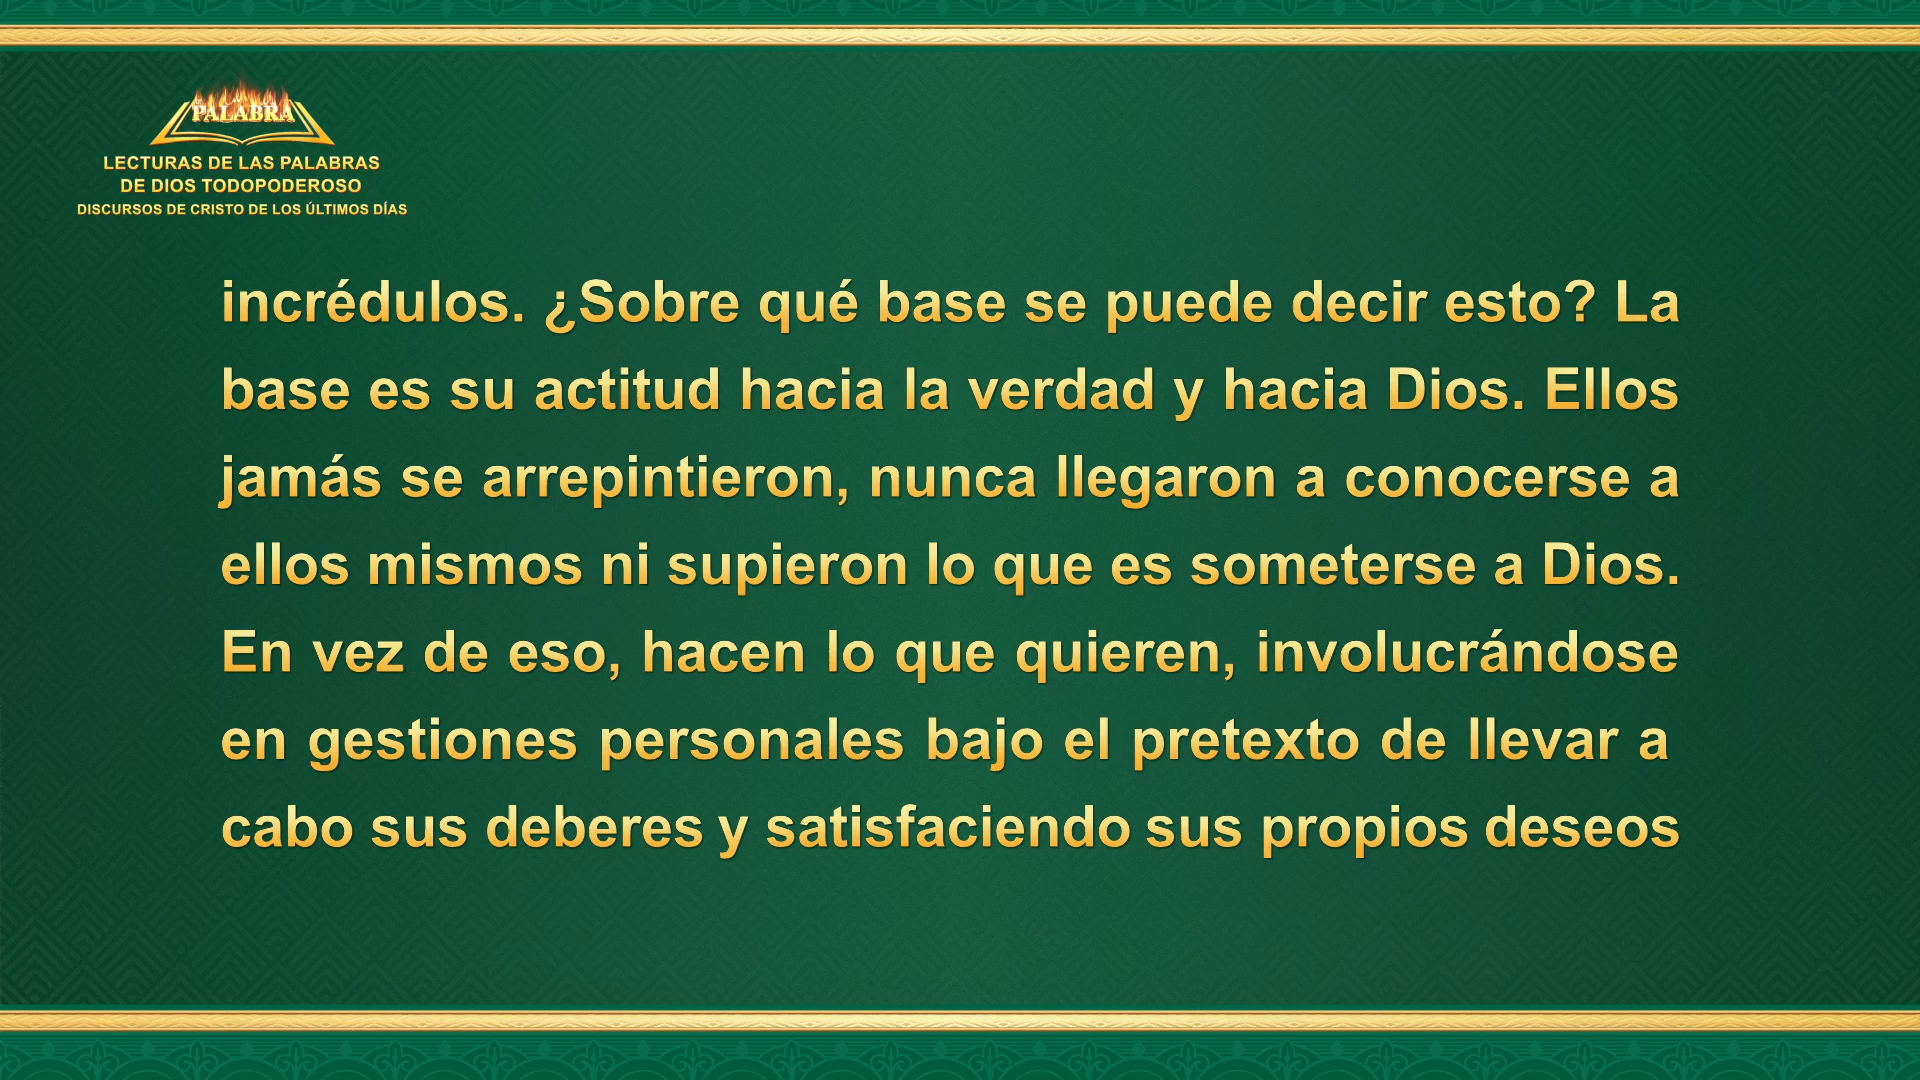 PALABRA
LECTURAS DE LAS PALABRAS
DE DIOS TODOPODEROSO
DISCURSOS DE CRISTO DE LOS ÚLTIMOS DÍAS
incrédulos. ¿Sobre qué base se puede decir esto? La
base es su actitud hacia la verdad y hacia Dios. Ellos
jamás se arrepintieron, nunca llegaron a conocerse a
ellos mismos ni supieron lo que es someterse a Dios.
En vez de eso, hacen lo que quieren, involucrándose
en gestiones personales bajo el pretexto de llevar a
cabo sus deberes y satisfaciendo sus propios deseos